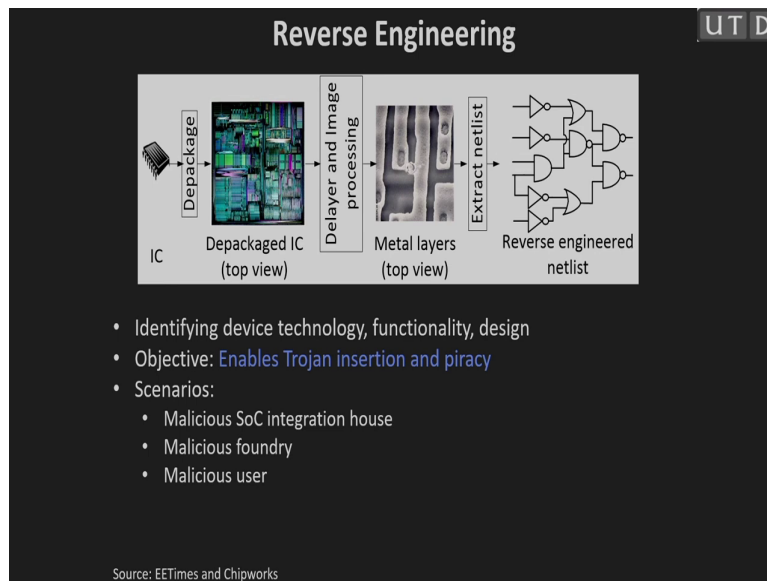 Reverse Engineering
UTD
Depackage
Delayer and Image
processing
Extract netlist
IC
Depackaged IC
(top view)
Metal layers
(top view)
Reverse engineered
netlist
• Identifying device technology, functionality, design
• Objective: Enables Trojan insertion and piracy
• Scenarios:
• Malicious SoC integration house
• Malicious foundry
• Malicious user
Source: EETimes and Chipworks